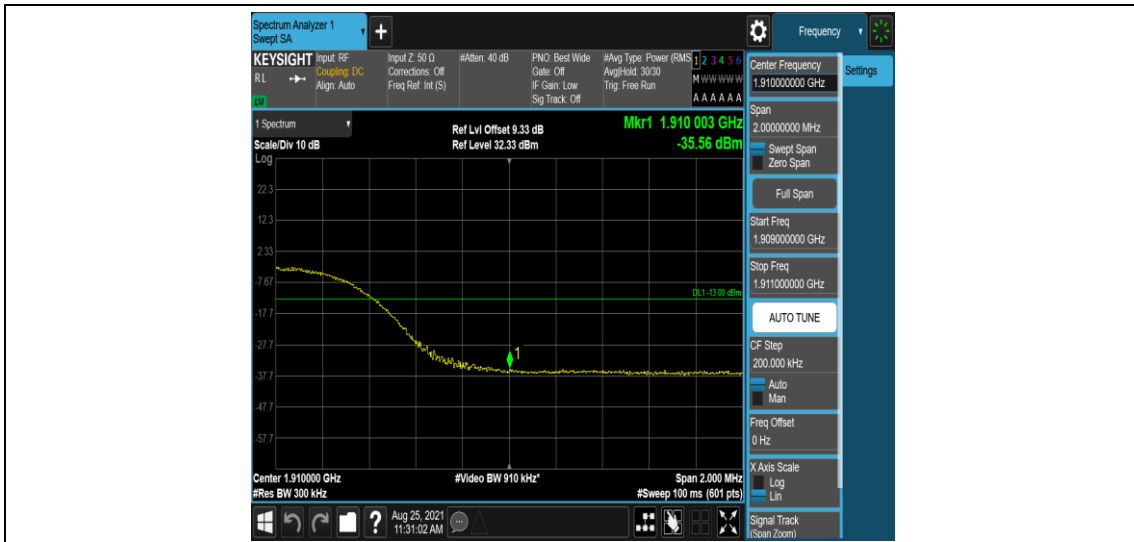 Spectrum Analyzer 1
Swept SA
+
Frequency
KEYSIGHT
RL
LXI
Input: RF
Coupling: DC
Align: Auto
Input Z: 50 Ω
Corrections: Off
Freq Ref: Int (S)
#Atten: 40 dB
PNO: Best Wide
Gate: Off
IF Gain: Low
Sig Track: Off
#Avg Type: Power (RMS
Avg|Hold: 30/30
Trig: Free Run
1 2 3 4 5 6
M W W W W W
A A A A A A
1 Spectrum
Scale/Div 10 dB
Log
Ref Lvl Offset 9.33 dB
Ref Level 32.33 dBm
Mkr1 1.910 003 GHz
-35.56 dBm
22.3
12.3
2.33
-7.67
-17.7
-27.7
-37.7
-47.7
-57.7
DL1 -13.00 dBm
1
Center 1.910000 GHz
#Res BW 300 kHz
#Video BW 910 kHz*
Span 2.000 MHz
#Sweep 100 ms (601 pts)
?
Aug 25, 2021
11:31:02 AM
Center Frequency
1.910000000 GHz
Settings
Span
2.00000000 MHz
Swept Span
Zero Span
Full Span
Start Freq
1.909000000 GHz
Stop Freq
1.911000000 GHz
AUTO TUNE
CF Step
200.000 kHz
Auto
Man
Freq Offset
0 Hz
X Axis Scale
Log
Lin
Signal Track
(Span Zoom)